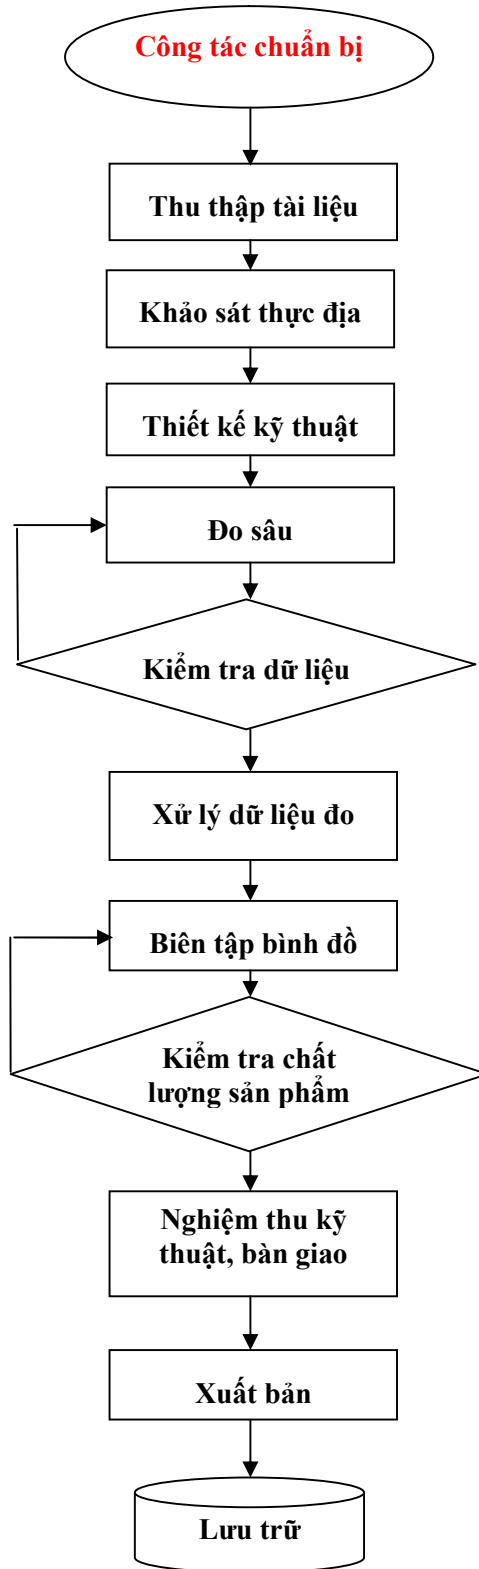 Công tác chuẩn bị
Thu thập tài liệu
Khảo sát thực địa
Thiết kế kỹ thuật
Đo sâu
Kiểm tra dữ liệu
Xử lý dữ liệu đo
Biên tập bình đồ
Kiểm tra chất
lượng sản phẩm
Nghiệm thu kỹ
thuật, bàn giao
Xuất bản
Lưu trữ